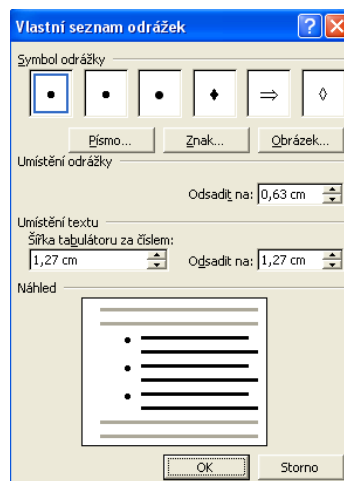 Vlastní seznam odrážek
Symbol odrážky
Písmo... Znak... Obrázek...
Umístění odrážky
Odsadit na: 0,63 cm
Umístění textu
Šířka tabulátoru za číslem:
1,27 cm Odsadit na: 1,27 cm
Náhled
OK Storno